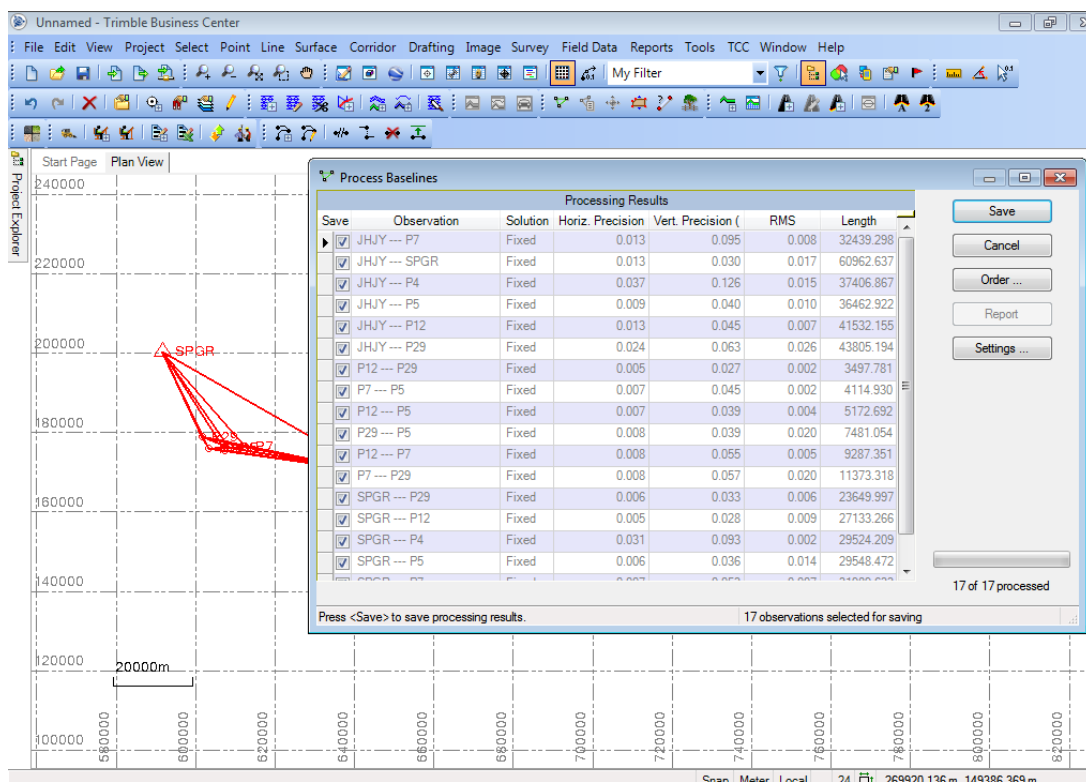 Unnamed - Trimble Business Center
File Edit View Project Select Point Line Surface Corridor Drafting Image Survey Field Data Reports Tools TCC Window Help
My Filter
Start Page Plan View
Project Explorer
240000
220000
200000
180000
160000
140000
120000
100000
SPGR
P7
20000m
580000 600000 620000 640000 660000 680000 700000 720000 740000 760000 780000 800000 820000
Process Baselines
Processing Results
Save Observation Solution Horiz. Precision Vert. Precision ( RMS Length
JHJY --- P7 Fixed 0.013 0.095 0.008 32439.298
JHJY --- SPGR Fixed 0.013 0.030 0.017 60962.637
JHJY --- P4 Fixed 0.037 0.126 0.015 37406.867
JHJY --- P5 Fixed 0.009 0.040 0.010 36462.922
JHJY --- P12 Fixed 0.013 0.045 0.007 41532.155
JHJY --- P29 Fixed 0.024 0.063 0.026 43805.194
P12 --- P29 Fixed 0.005 0.027 0.002 3497.781
P7 --- P5 Fixed 0.007 0.045 0.002 4114.930
P12 --- P5 Fixed 0.007 0.039 0.004 5172.692
P29 --- P5 Fixed 0.008 0.039 0.020 7481.054
P12 --- P7 Fixed 0.008 0.055 0.005 9287.351
P7 --- P29 Fixed 0.008 0.057 0.020 11373.318
SPGR --- P29 Fixed 0.006 0.033 0.006 23649.997
SPGR --- P12 Fixed 0.005 0.028 0.009 27133.266
SPGR --- P4 Fixed 0.031 0.093 0.002 29524.209
SPGR --- P5 Fixed 0.006 0.036 0.014 29548.472
Save
Cancel
Order ...
Report
Settings ...
17 of 17 processed
Press <Save> to save processing results. 17 observations selected for saving
Snap Meter Local 24 269920.136 m, 149386.369 m